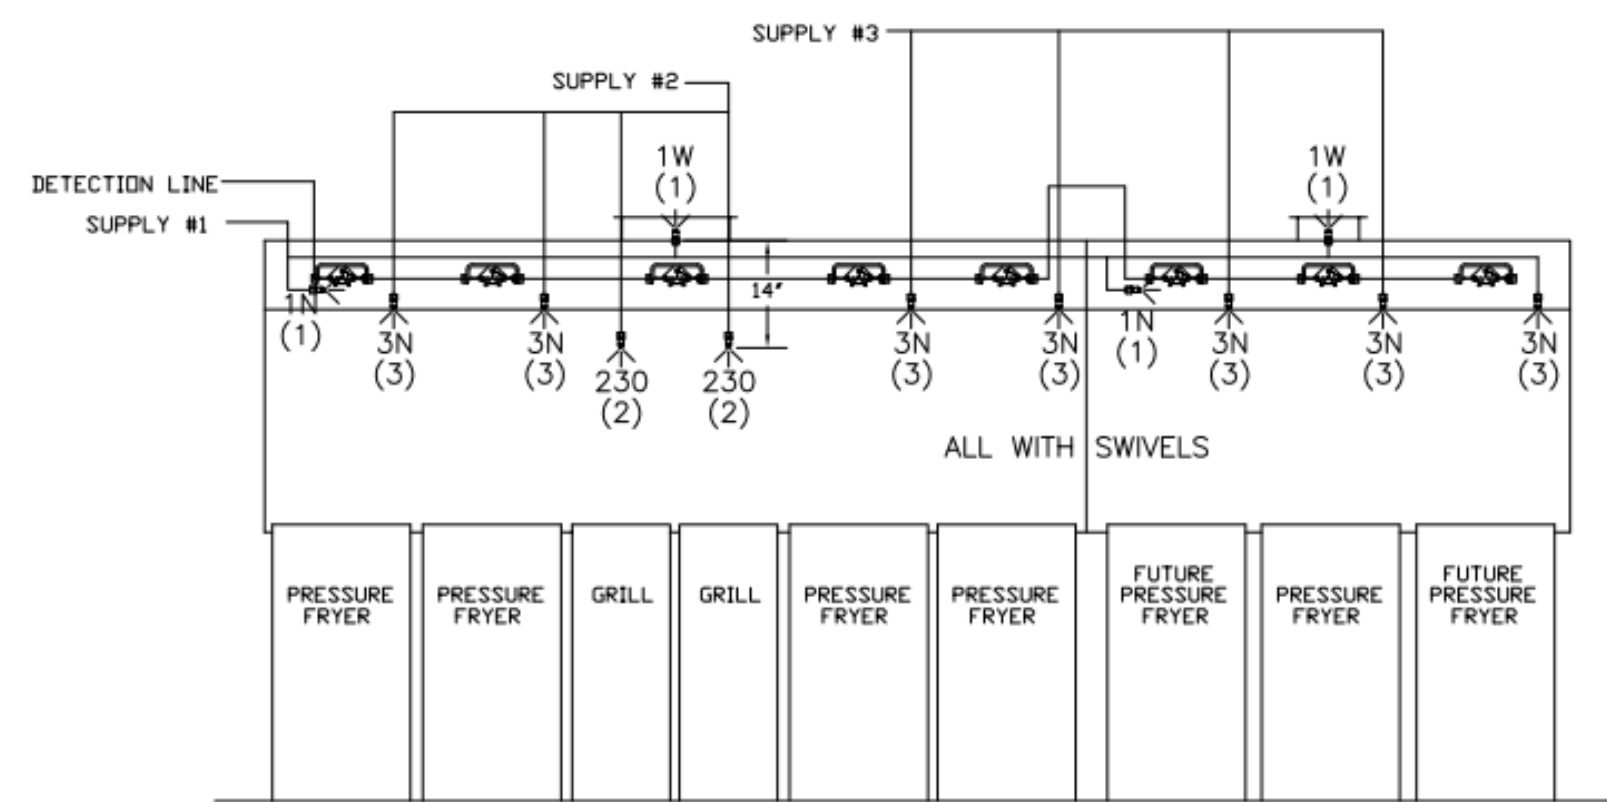 SUPPLY #3
SUPPLY #2
1W
(1)
1W
(1)
DETECTION LINE
SUPPLY #1
14"
1N
(1)
3N
(3)
3N
(3)
230
(2)
230
(2)
3N
(3)
3N
(3)
1N
(1)
3N
(3)
3N
(3)
3N
(3)
ALL WITH SWIVELS
PRESSURE
FRYER
PRESSURE
FRYER
GRILL
GRILL
PRESSURE
FRYER
PRESSURE
FRYER
FUTURE
PRESSURE
FRYER
PRESSURE
FRYER
FUTURE
PRESSURE
FRYER